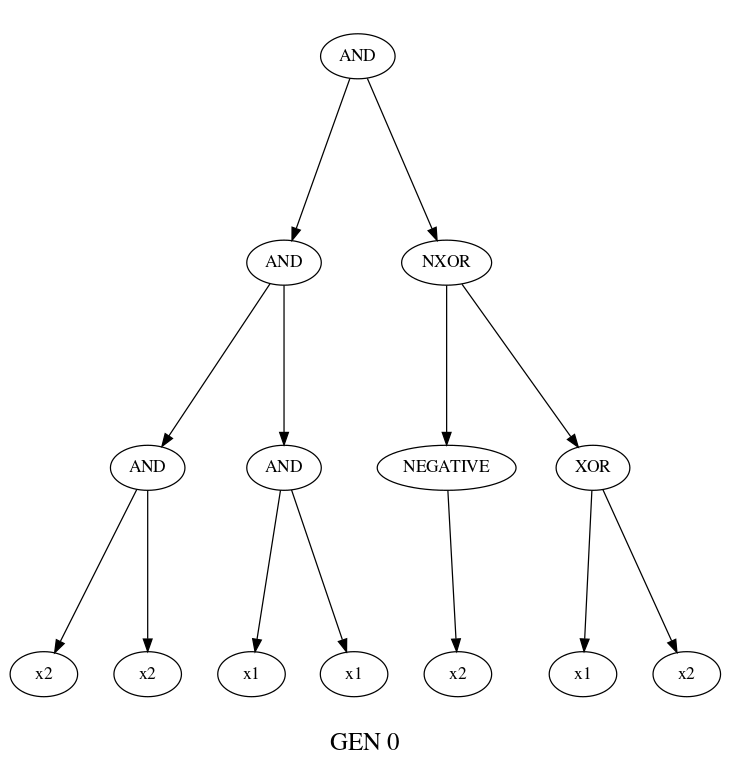 AND
AND
NXOR
AND
AND
NEGATIVE
XOR
x2
x2
x1
x1
x2
x1
x2
GEN 0